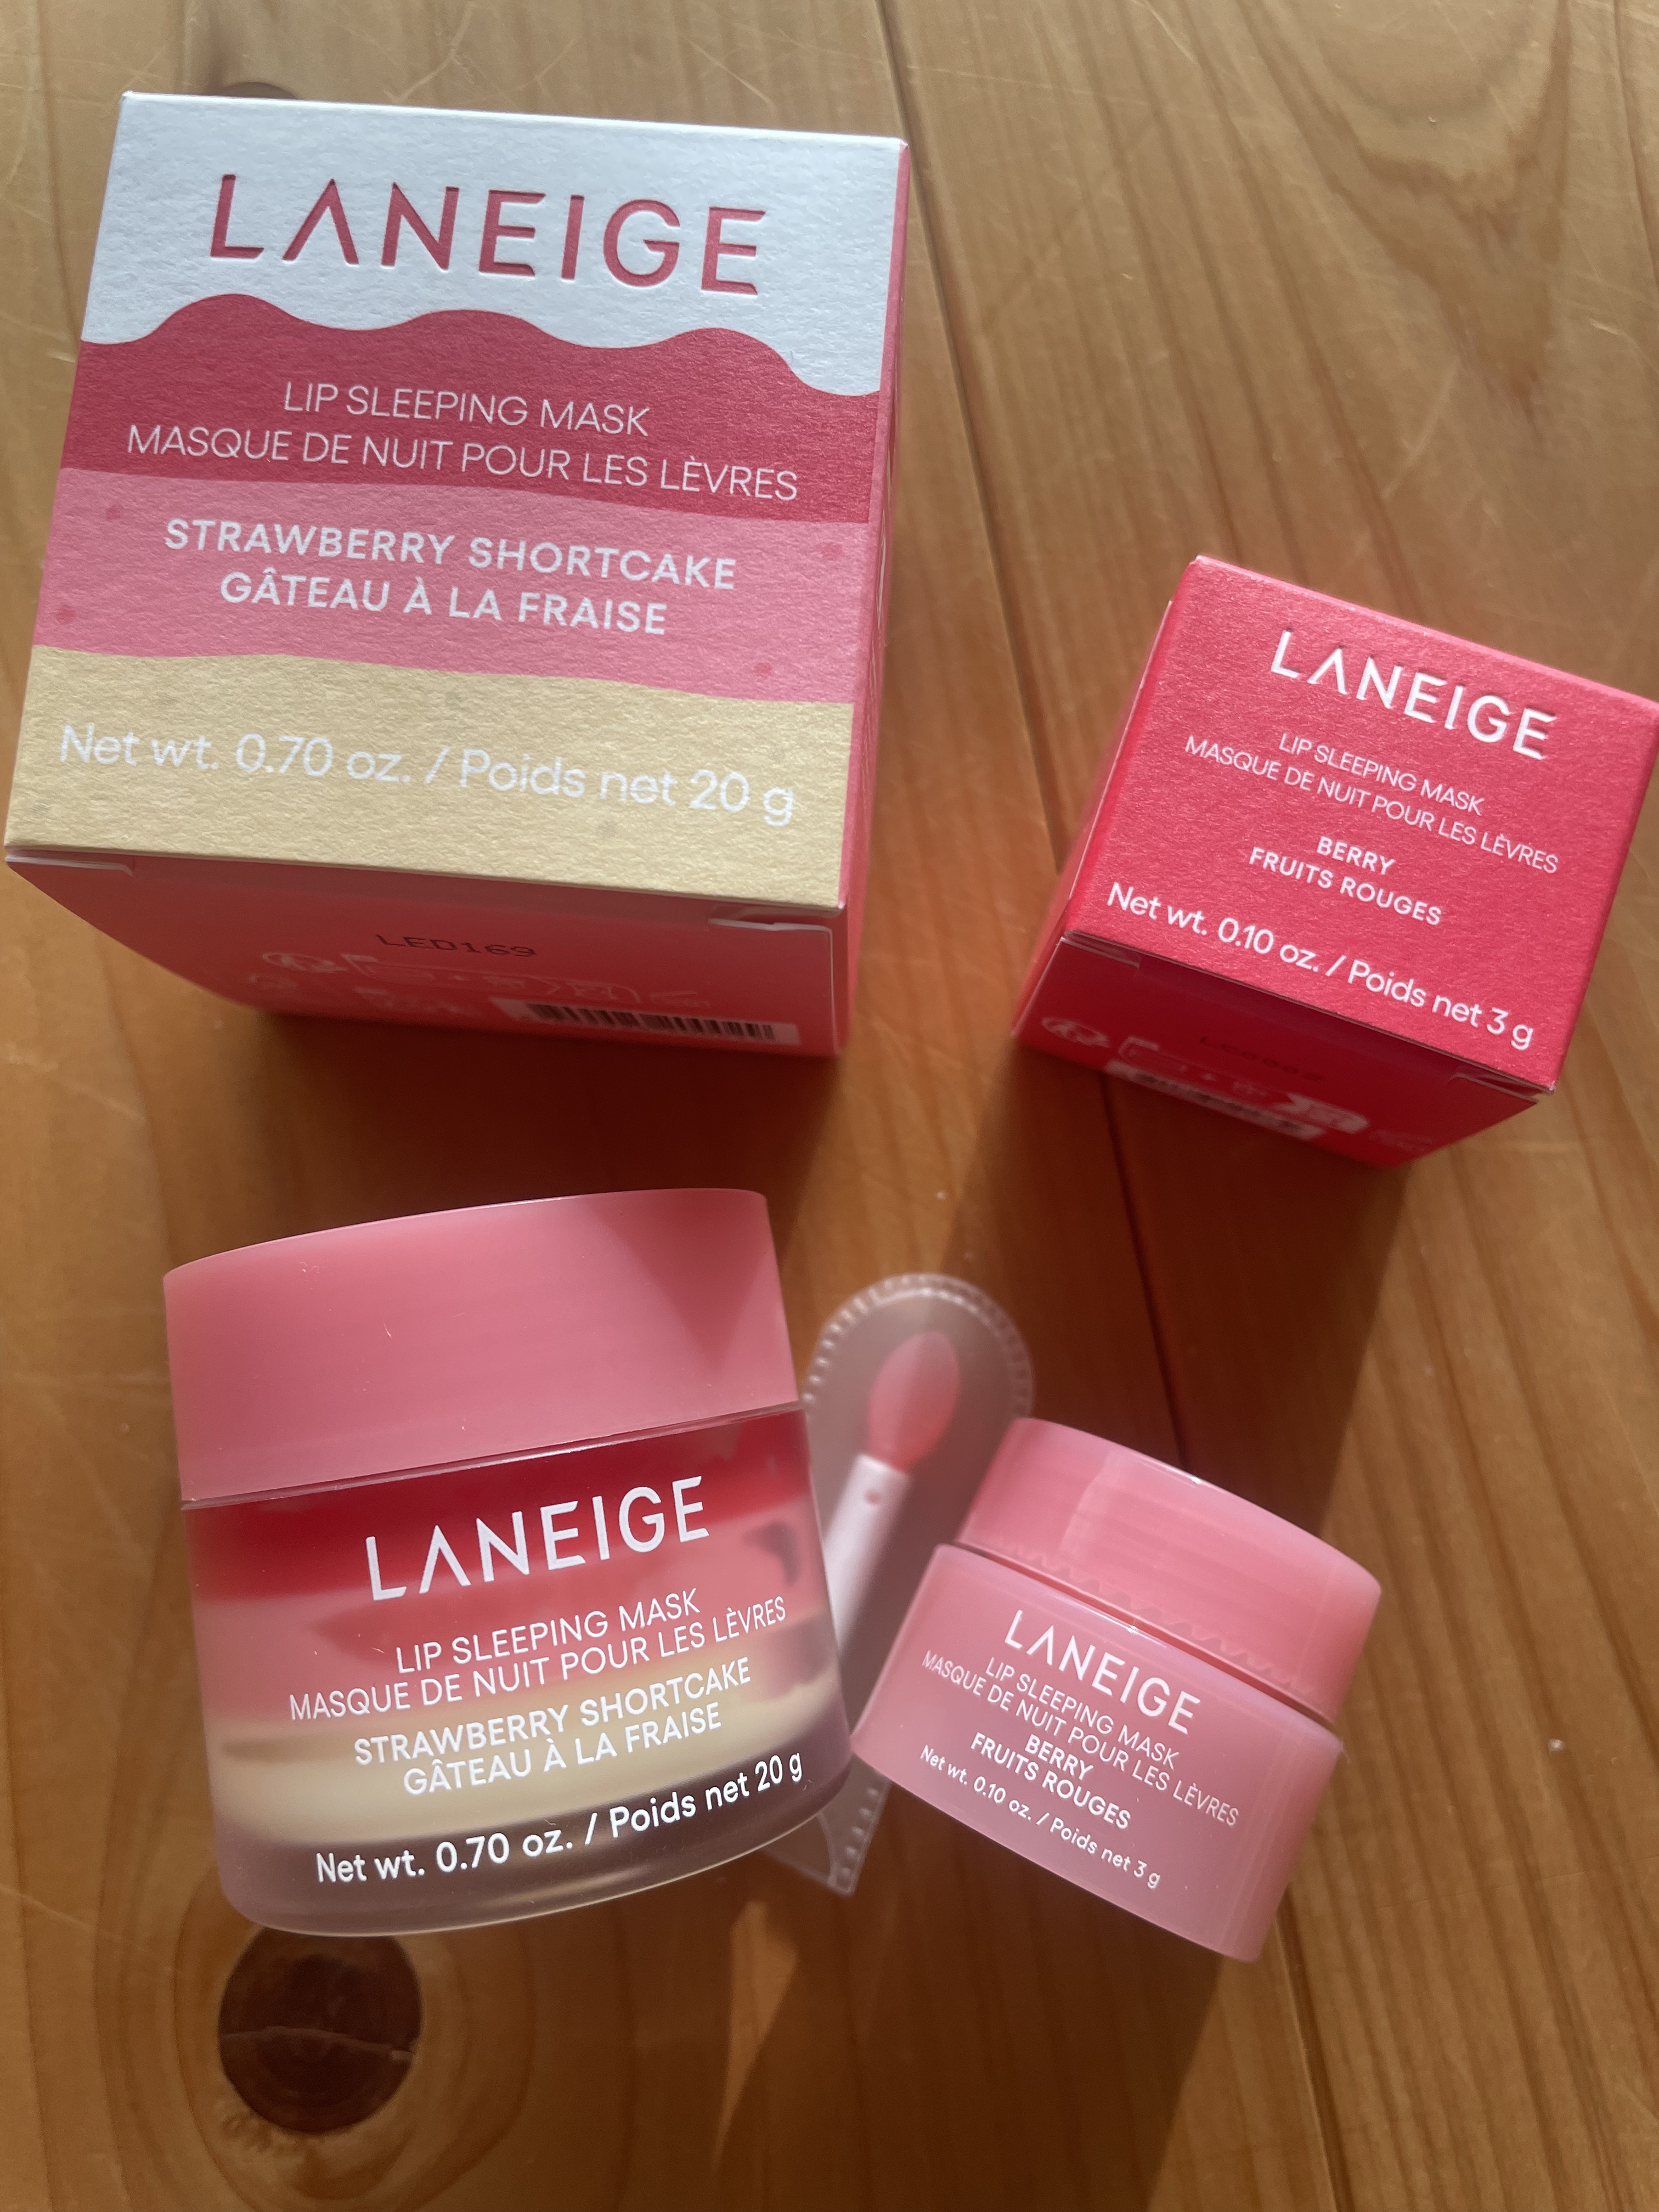 LANEIGE
LIP SLEEPING MASK
MASQUE DE NUIT POUR LES LÈVRES
STRAWBERRY SHORTCAKE
GÂTEAU À LA FRAISE
Net wt. 0.70 oz. / Poids net 20 g
LED169
LANEIGE
LIP SLEEPING MASK
MASQUE DE NUIT POUR LES LÈVRES
BERRY
FRUITS ROUGES
Net wt. 0.10 oz. / Poids net 3 g
LANEIGE
LIP SLEEPING MASK
MASQUE DE NUIT POUR LES LÈVRES
STRAWBERRY SHORTCAKE
GÂTEAU À LA FRAISE
Net wt. 0.70 oz. / Poids net 20 g
LANEIGE
LIP SLEEPING MASK
MASQUE DE NUIT POUR LES LÈVRES
BERRY
FRUITS ROUGES
Net wt. 0.10 oz. / Poids net 3 g